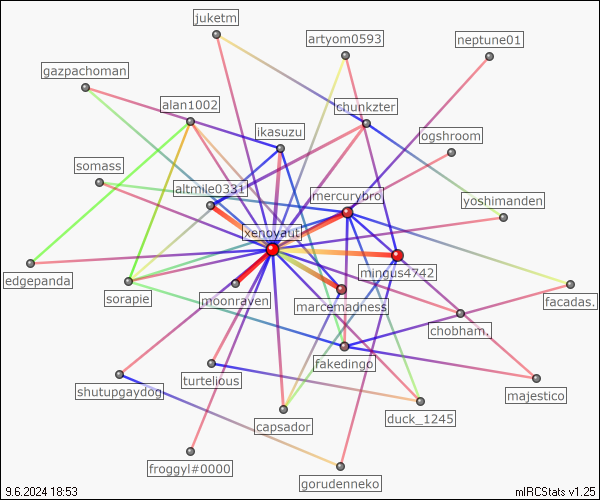 juketm
artyom0593
neptune01
gazpachoman
alan1002
chunkzter
ikasuzu
ogshroom
somass
altmile0331
mercurybro
yoshimanden
xenovaut
mingus4742
edgepanda
sorapie
moonraven
marcemadness
facadas.
chobham.
fakedingo
shutupgaydog
turtelious
majestico
capsador
duck_1245
froggyl#0000
gorudenneko
9.6.2024 18:53
mIRCStats v1.25